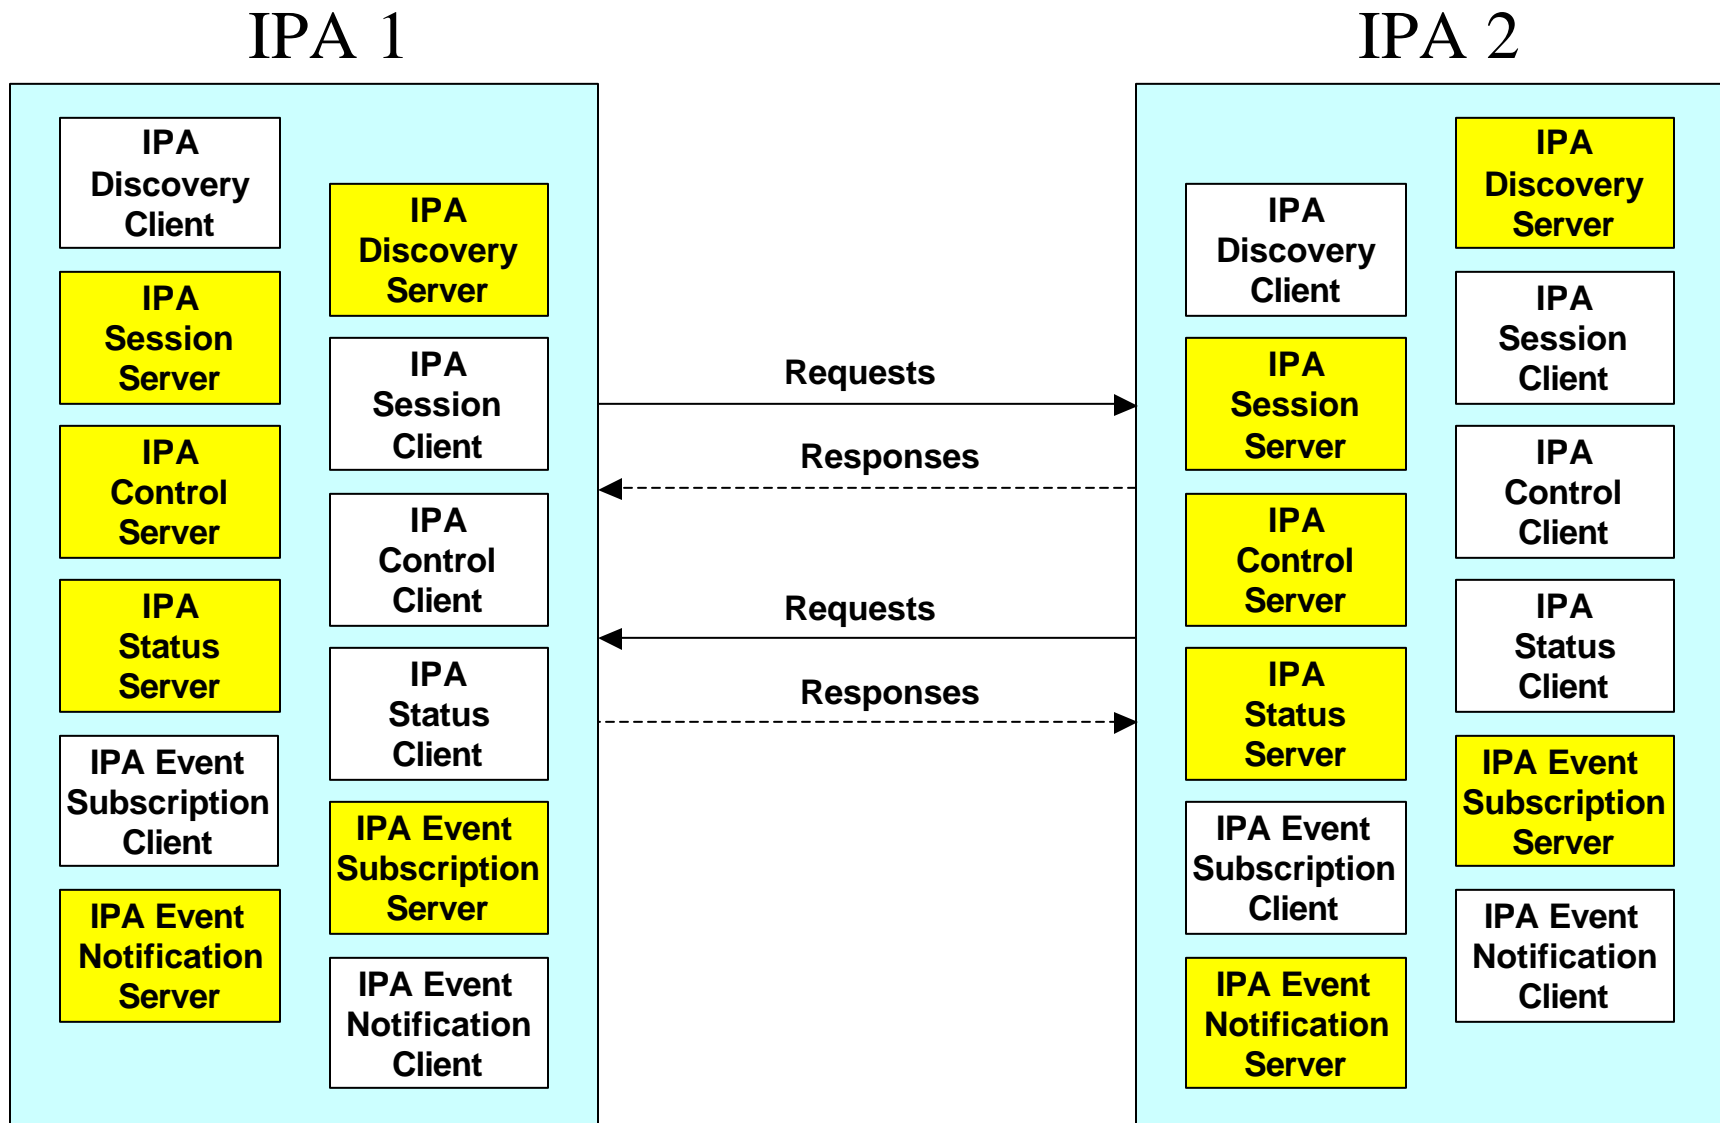 IPA 1
IPA 2
IPA
Discovery
Client
IPA
Session
Server
IPA
Control
Server
IPA
Status
Server
IPA Event
Subscription
Client
IPA Event
Notification
Server
IPA
Discovery
Server
IPA
Session
Client
IPA
Control
Client
IPA
Status
Client
IPA Event
Subscription
Server
IPA Event
Notification
Client
Requests
Responses
Requests
Responses
IPA
Discovery
Client
IPA
Session
Server
IPA
Control
Server
IPA
Status
Server
IPA Event
Subscription
Client
IPA Event
Notification
Server
IPA
Discovery
Server
IPA
Session
Client
IPA
Control
Client
IPA
Status
Client
IPA Event
Subscription
Server
IPA Event
Notification
Client